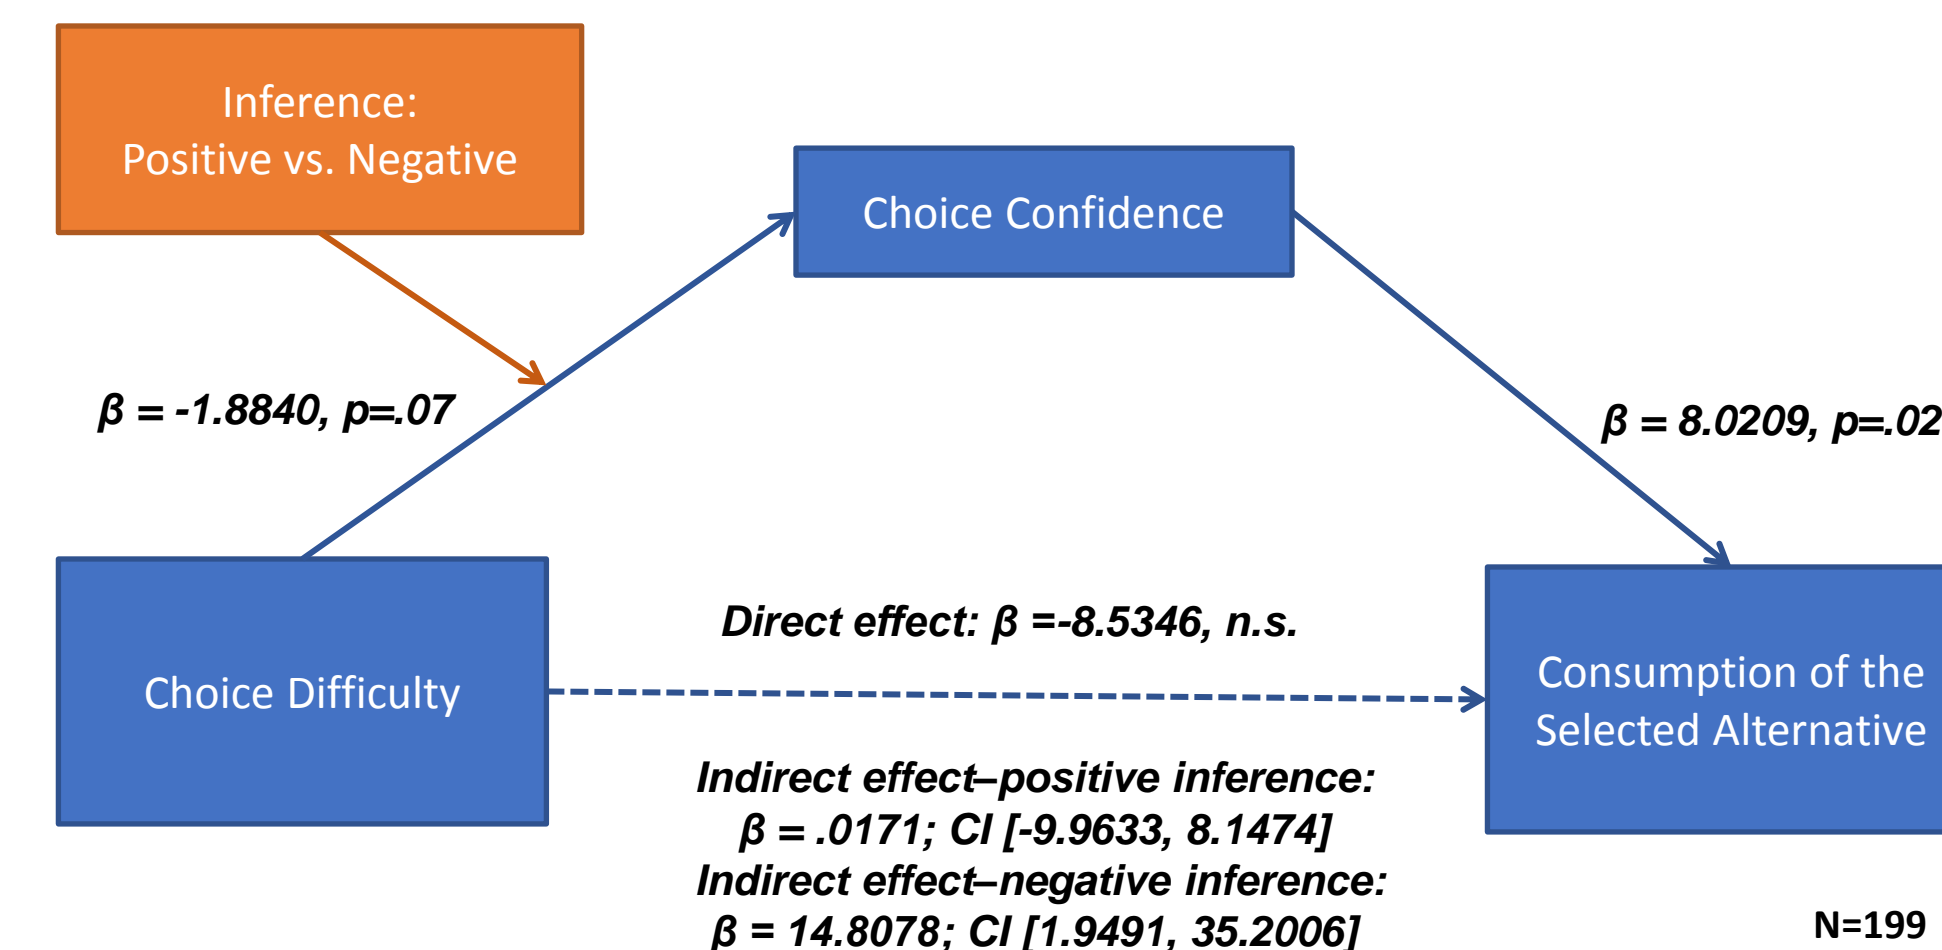 Inference:
Positive vs. Negative
Choice Confidence
β = -1.8840, p=.07
β = 8.0209, p=.02
Direct effect: β =-8.5346, n.s.
Choice Difficulty
Consumption of the
Selected Alternative
Indirect effect–positive inference:
β = .0171; CI [-9.9633, 8.1474]
Indirect effect–negative inference:
β = 14.8078; CI [1.9491, 35.2006]
N=199